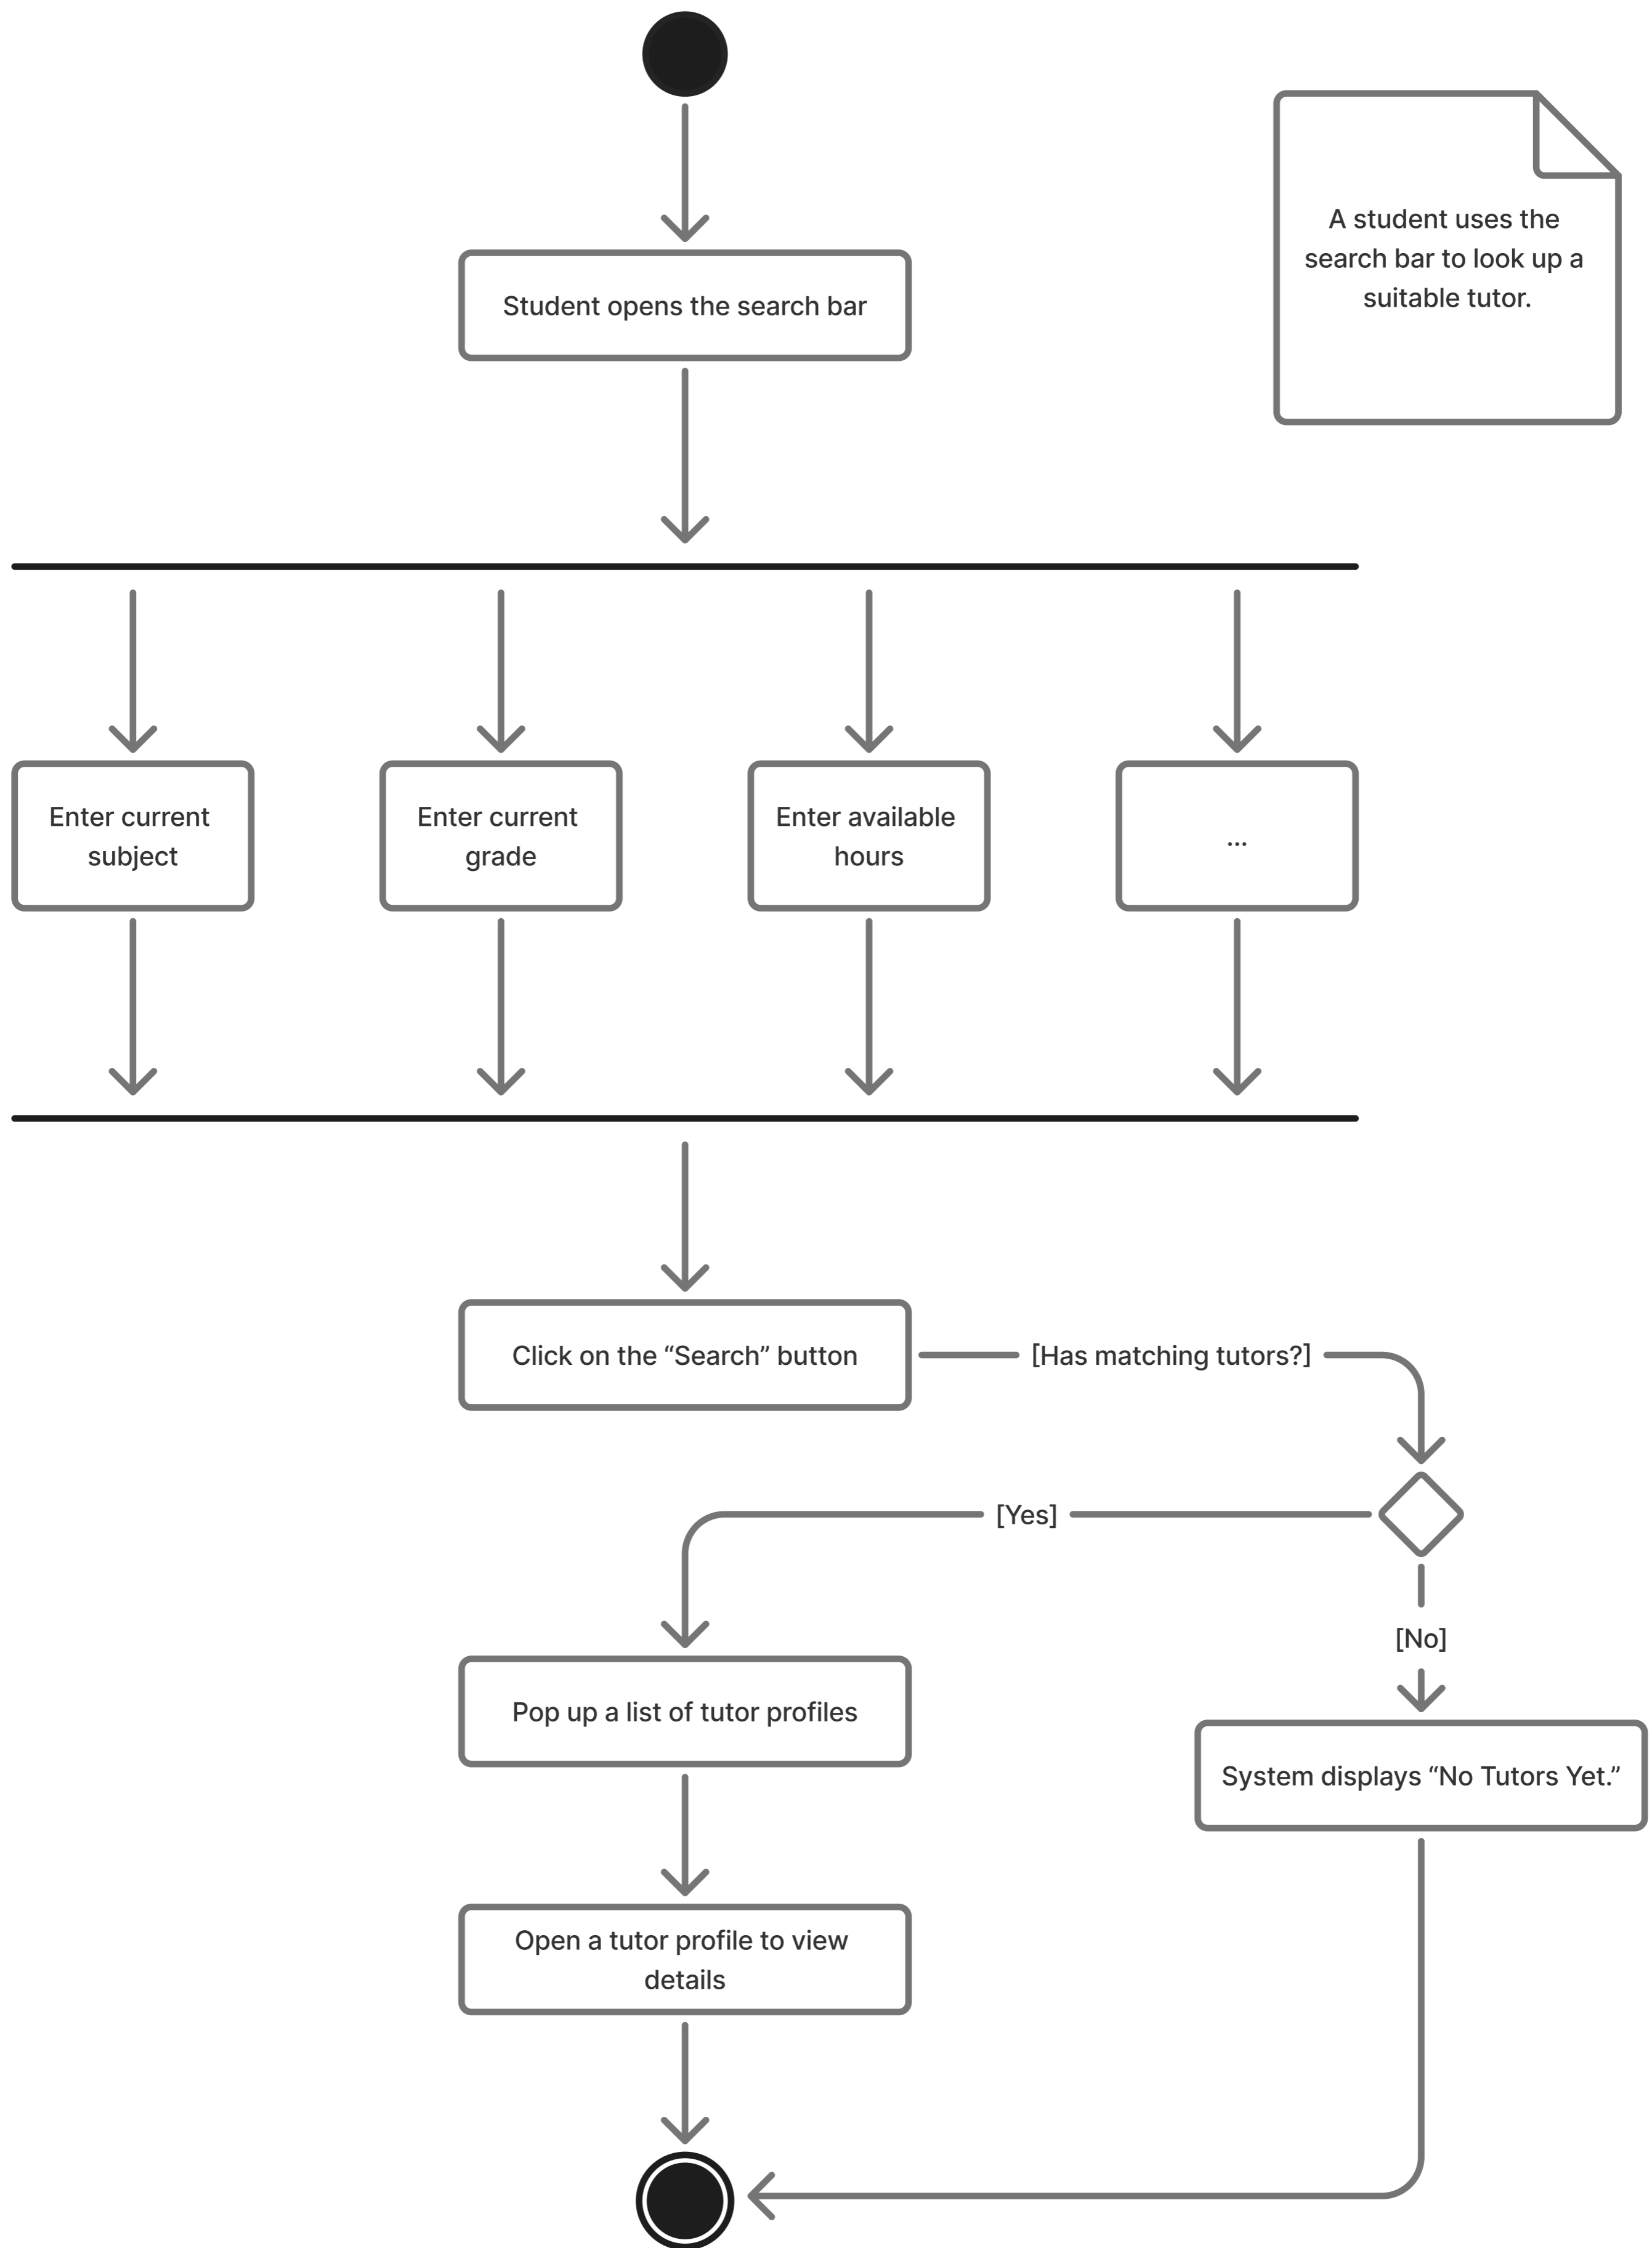 A student uses the
search bar to look up a
suitable tutor.
Student opens the search bar
Enter current
subject
Enter current
grade
Enter available
hours
...
Click on the “Search” button
[Has matching tutors?]
[Yes]
[No]
Pop up a list of tutor profiles
System displays “No Tutors Yet.”
Open a tutor profile to view
details